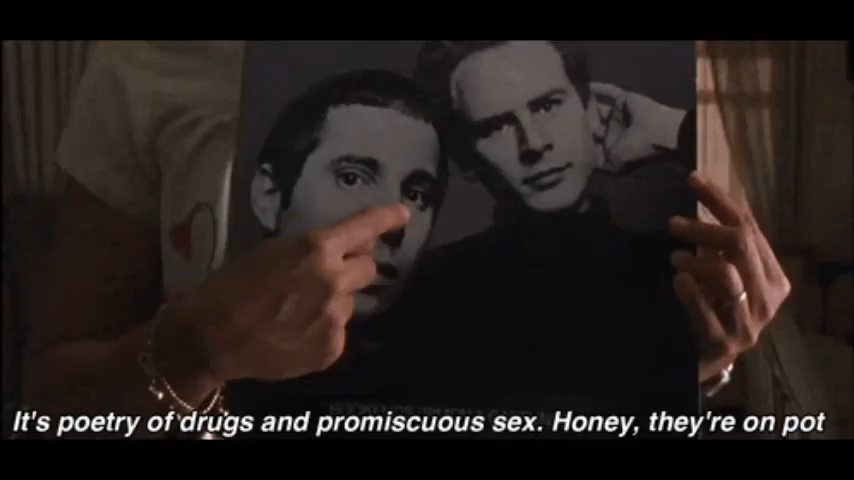 It's poetry of drugs and promiscuous sex. Honey, they're on pot